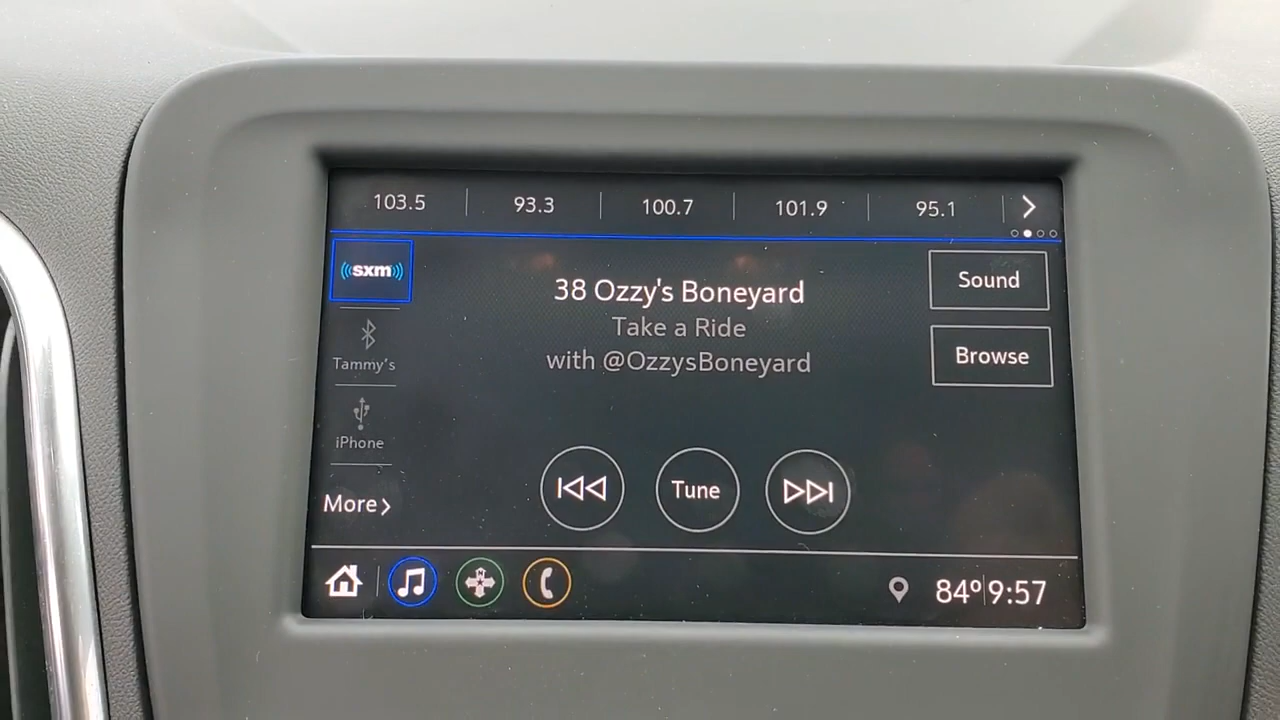 103.5 93.3 100.7 101.9 95.1
sxm
38 Ozzy's Boneyard
Take a Ride
with @OzzysBoneyard
Sound
Browse
Tammy's
iPhone
More
Tune
84° 9:57